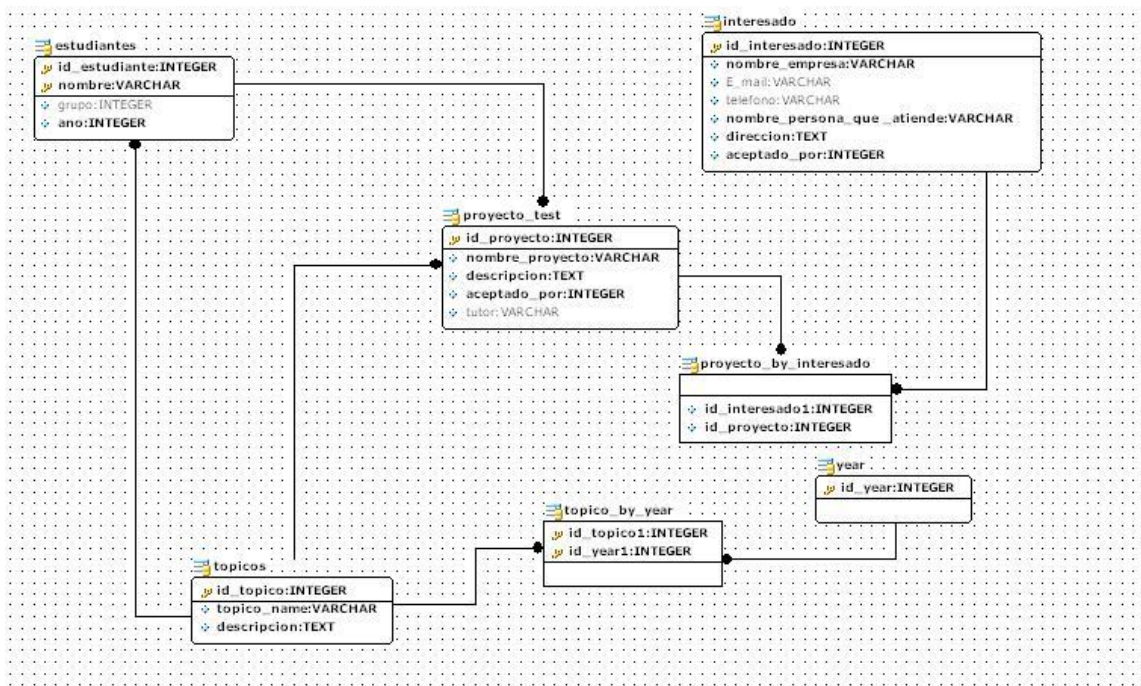 estudiantes
id_estudiante:INTEGER
nombre:VARCHAR
grupo:INTEGER
ano:INTEGER
interesado
id_interesado:INTEGER
nombre_empresa:VARCHAR
E_mail:VARCHAR
telefono:VARCHAR
nombre_persona_que _atiende:VARCHAR
direccion:TEXT
aceptado_por:INTEGER
proyecto_test
id_proyecto:INTEGER
nombre_proyecto:VARCHAR
descripcion:TEXT
aceptado_por:INTEGER
tutor:VARCHAR
proyecto_by_interesado
id_interesado1:INTEGER
id_proyecto:INTEGER
year
id_year:INTEGER
topico_by_year
id_topico1:INTEGER
id_year1:INTEGER
topicos
id_topico:INTEGER
topico_name:VARCHAR
descripcion:TEXT